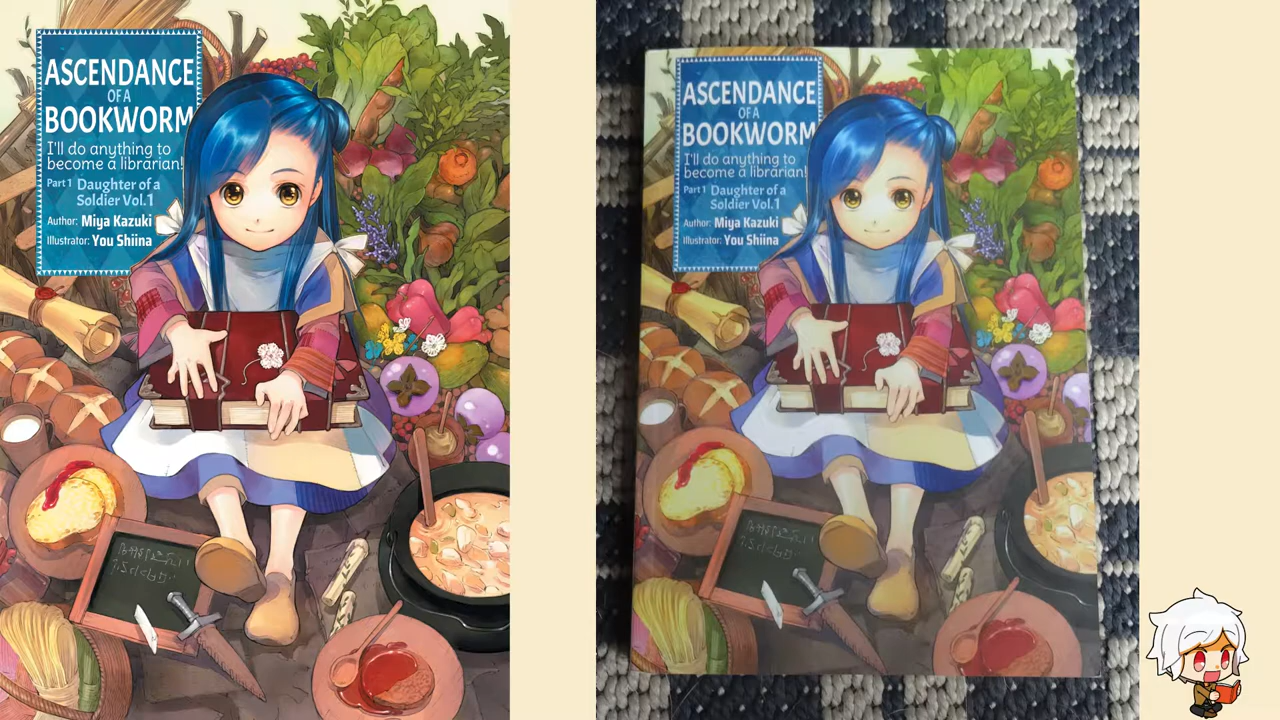 ASCENDANCE
OF A
BOOKWORM
I'll do anything to
become a librarian!
Part 1 Daughter of a
Soldier Vol.1
Author: Miya Kazuki
Illustrator: You Shiina
ASCENDANCE
OF A
BOOKWORM
I'll do anything to
become a librarian!
Part 1 Daughter of a
Soldier Vol.1
Author: Miya Kazuki
Illustrator: You Shiina